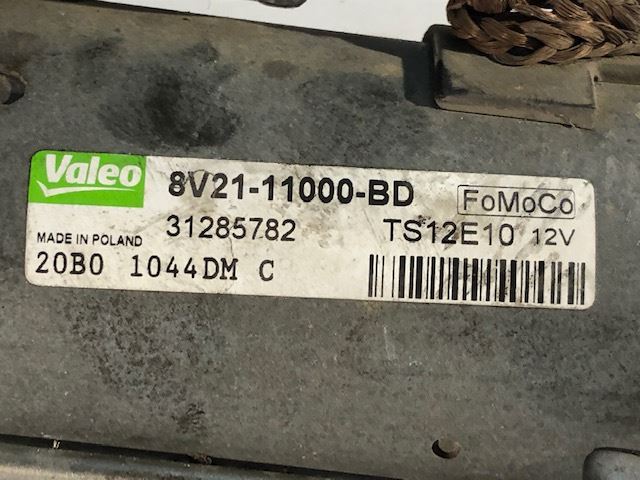 Valeo 8V21-11000-BD FoMoCo
31285782 TS12E10 12V
MADE IN POLAND
20B0 1044DM C